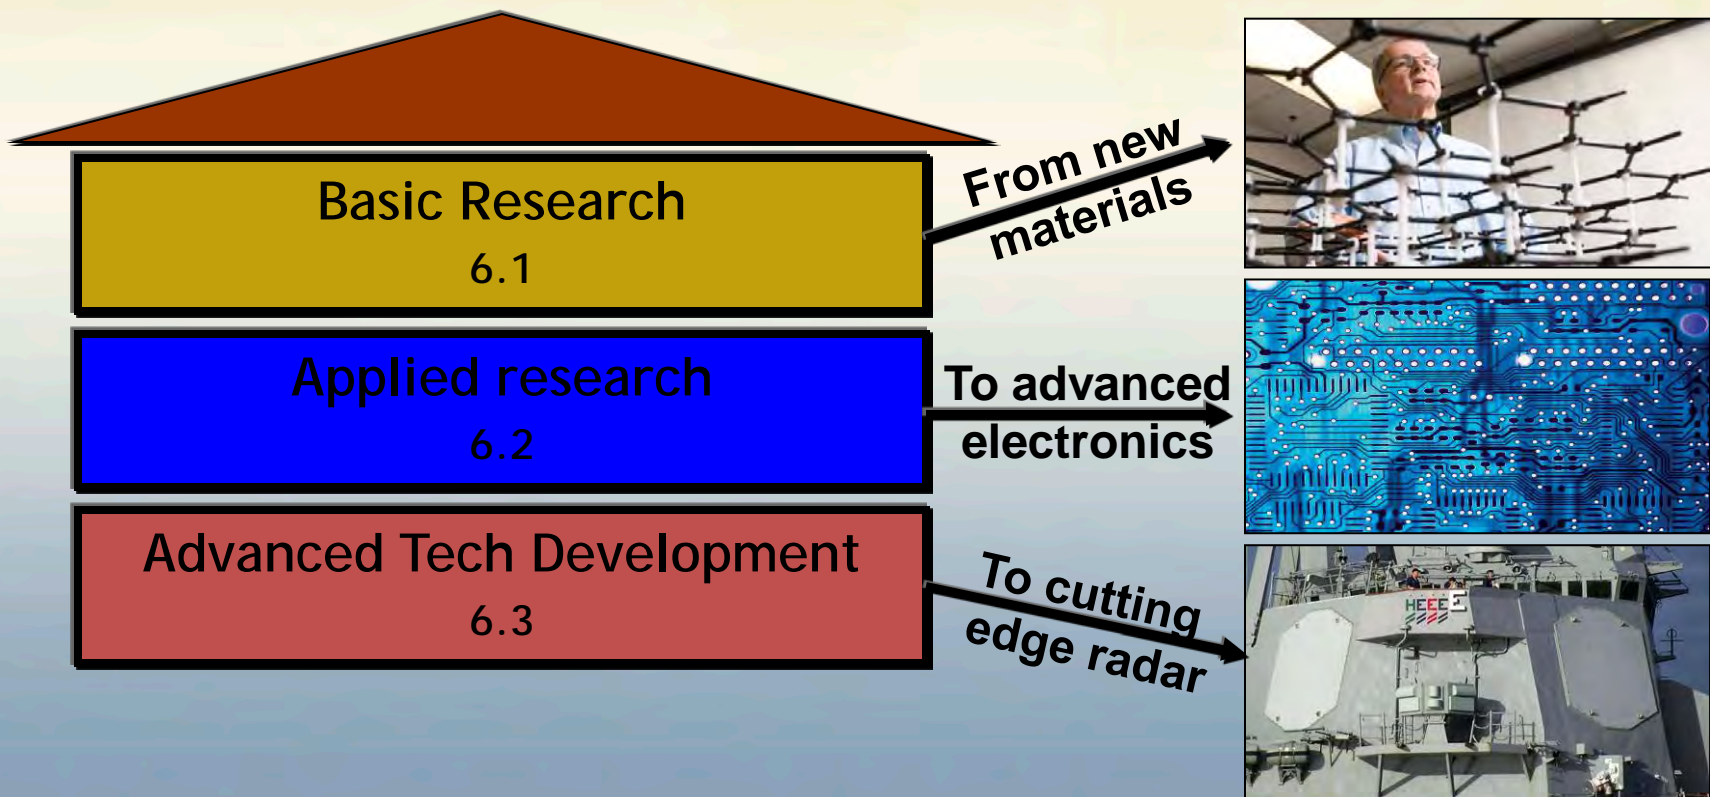 Basic Research
6.1
From new
materials
Applied research
6.2
To advanced
electronics
Advanced Tech Development
6.3
To cutting
edge radar
HEEEE